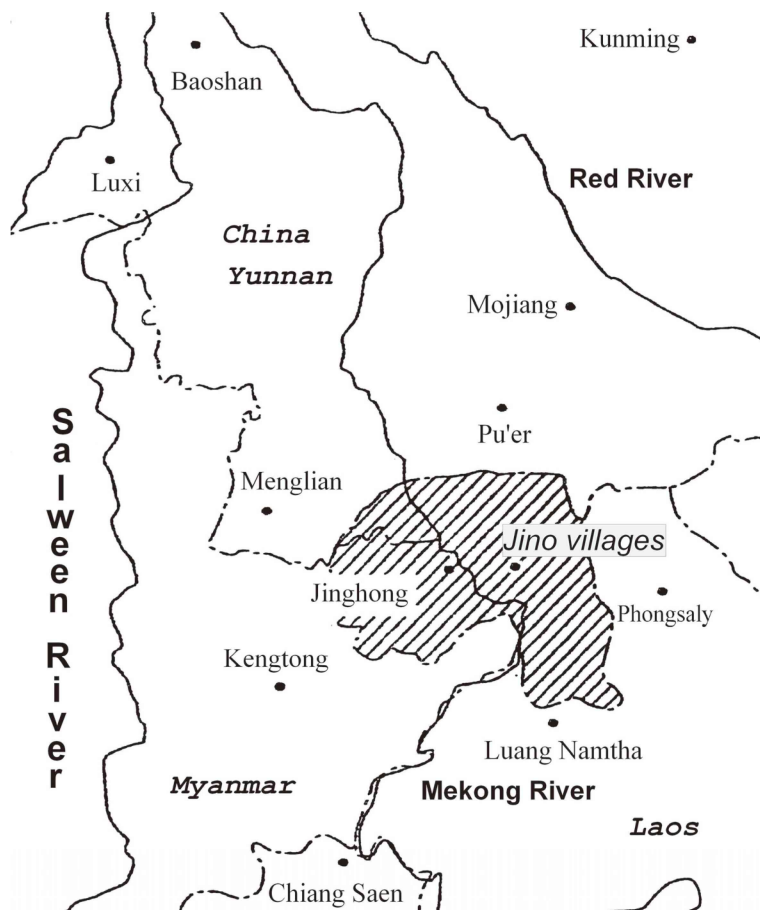 Kunming
Baoshan
Luxi
Red River
China
Yunnan
Mojiang
Pu'er
Salween River
Menglian
Jino villages
Jinghong
Phongsaly
Kengtong
Luang Namtha
Myanmar
Mekong River
Laos
Chiang Saen